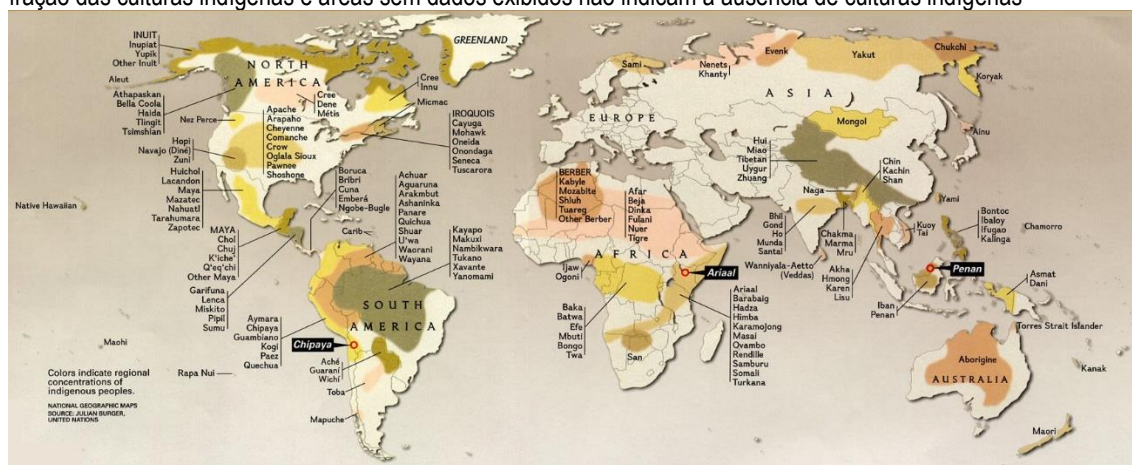 fração das culturas indígenas e áreas sem dados exibidos não indicam a ausência de culturas indígenas
INUIT
Inupiat
Yupik
Other Inuit
Aleut
Athapaskan
Bella Coola
Haida
Tlingit
Tsimshian
NORTH
AMERICA
GREENLAND
Cree
Dene
Métis
Cree
Innu
Micmac
Nez Perce
Apache
Arapaho
Cheyenne
Comanche
Crow
Oglala Sioux
Pawnee
Shoshone
IROQUOIS
Cayuga
Mohawk
Oneida
Onondaga
Seneca
Tuscarora
Hopi
Navajo (Diné)
Zuni
Huichol
Lacandon
Maya
Mazatec
Nahuatl
Tarahumara
Zapotec
Native Hawaiian
MAYA
Chol
Chuj
K'iche'
Q'eq'chi
Other Maya
Garifuna
Lenca
Miskito
Pipil
Sumu
Boruca
Bribri
Cuna
Emberá
Ngobe-Bugle
Carib
Achuar
Aguaruna
Arakmbut
Ashaninka
Panare
Quichua
Shuar
U'wa
Waorani
Wayana
Kayapo
Makuxi
Nambikwara
Tukano
Xavante
Yanomami
SOUTH
AMERICA
Aymara
Chipaya
Guambiano
Kogi
Paez
Quechua
Chipaya
Aché
Guaraní
Wichí
Toba
Mapuche
Maohi
Rapa Nui
Colors indicate regional
concentrations of
indigenous peoples.
NATIONAL GEOGRAPHIC MAPS
SOURCE: JULIAN BURGER,
UNITED NATIONS
Sami
Nenets
Khanty
Evenk
Yakut
Chukchi
Koryak
ASIA
EUROPE
Mongol
Ainu
Hui
Miao
Tibetan
Uygur
Zhuang
Chin
Kachin
Shan
Naga
Yami
BERBER
Kabyle
Mozabite
Shluh
Tuareg
Other Berber
Afar
Beja
Dinka
Fulani
Nuer
Tigre
AFRICA
Ijaw
Ogoni
Ariaal
Baka
Batwa
Efe
Mbuti
Bongo
Twa
San
Ariaal
Barabaig
Hadza
Himba
Karamojong
Masai
Ovambo
Rendille
Samburu
Somali
Turkana
Bhil
Gond
Ho
Munda
Santal
Wanniyala-Aetto
(Veddas)
Chakma
Marma
Mru
Akha
Hmong
Karen
Lisu
Kuoy
Tai
Bontoc
Ibaloy
Ifugao
Kalinga
Chamorro
Penan
Iban
Penan
Asmat
Dani
Torres Strait Islander
Aborigine
AUSTRALIA
Kanak
Maori